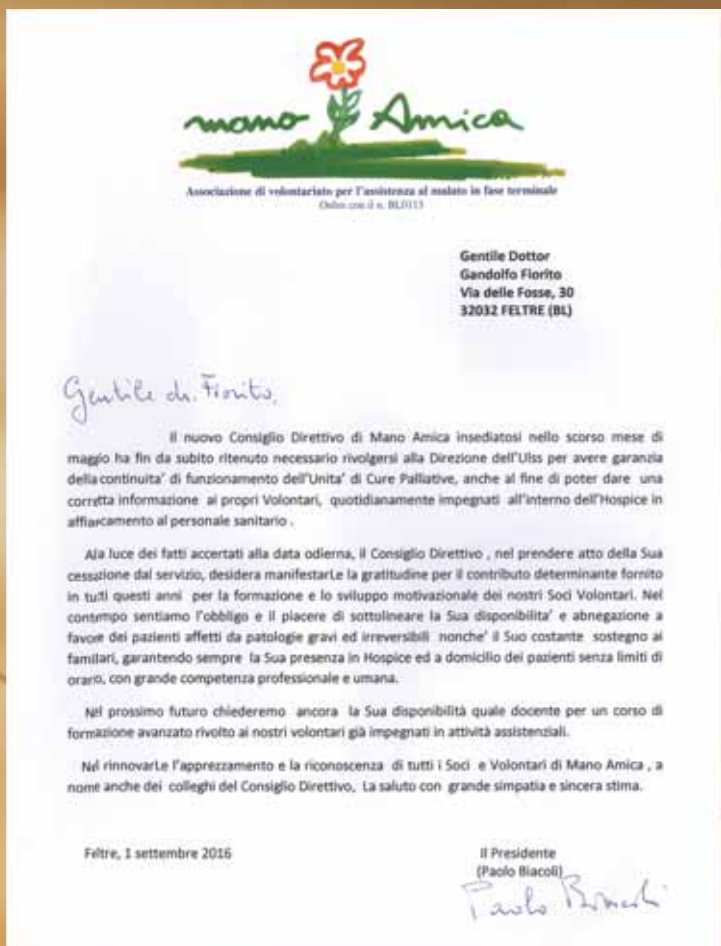 mano Amica
Associazione di volontariato per l'assistenza al malato in fase terminale
Onlus con il n. BL0115
Gentile Dottor
Gandolfo Fiorito
Via delle Fosse, 30
32032 FELTRE (BL)
Gentile dr. Fiorito,
Il nuovo Consiglio Direttivo di Mano Amica insediatosi nello scorso mese di
maggio ha fin da subito ritenuto necessario rivolgersi alla Direzione dell'Ulss per avere garanzia
della continuita' di funzionamento dell'Unita' di Cure Palliative, anche al fine di poter dare una
corretta informazione ai propri Volontari, quotidianamente impegnati all'interno dell'Hospice in
affiancamento al personale sanitario .
Ala luce dei fatti accertati alla data odierna, il Consiglio Direttivo , nel prendere atto della Sua
cessazione dal servizio, desidera manifestarLe la gratitudine per il contributo determinante fornito
in tutti questi anni per la formazione e lo sviluppo motivazionale dei nostri Soci Volontari. Nel
contempo sentiamo l'obbligo e il piacere di sottolineare la Sua disponibilita' e abnegazione a
favore dei pazienti affetti da patologie gravi ed irreversibili nonche' il Suo costante sostegno ai
familari, garantendo sempre la Sua presenza in Hospice ed a domicilio dei pazienti senza limiti di
orario, con grande competenza professionale e umana.
Nel prossimo futuro chiederemo ancora la Sua disponibilità quale docente per un corso di
formazione avanzato rivolto ai nostri volontari già impegnati in attività assistenziali.
Nel rinnovarLe l'apprezzamento e la riconoscenza di tutti i Soci e Volontari di Mano Amica , a
nome anche dei colleghi del Consiglio Direttivo, La saluto con grande simpatia e sincera stima.
Feltre, 1 settembre 2016
Il Presidente
(Paolo Biacoli)
Paolo Biacoli